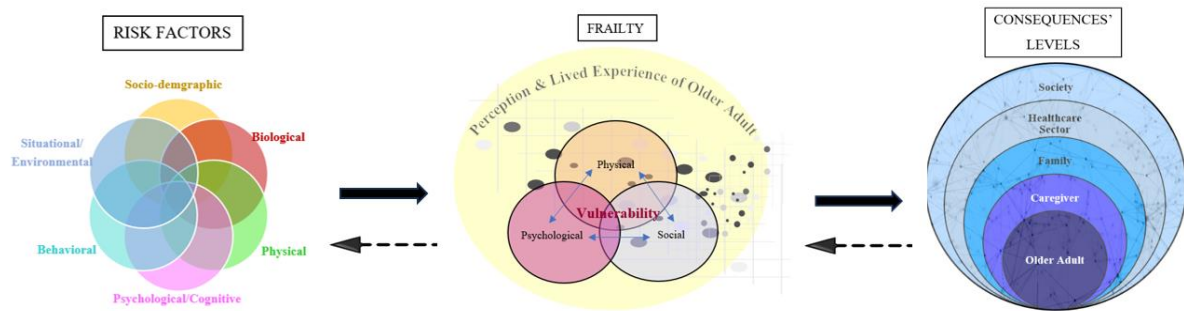 RISK FACTORS
Socio-demgraphic
Biological
Situational/
Environmental
Behavioral
Physical
Psychological/Cognitive
FRAILTY
Perception & Lived Experience of Older Adult
Physical
Vulnerability
Psychological
Social
CONSEQUENCES'
LEVELS
Society
Healthcare
Sector
Family
Caregiver
Older Adult